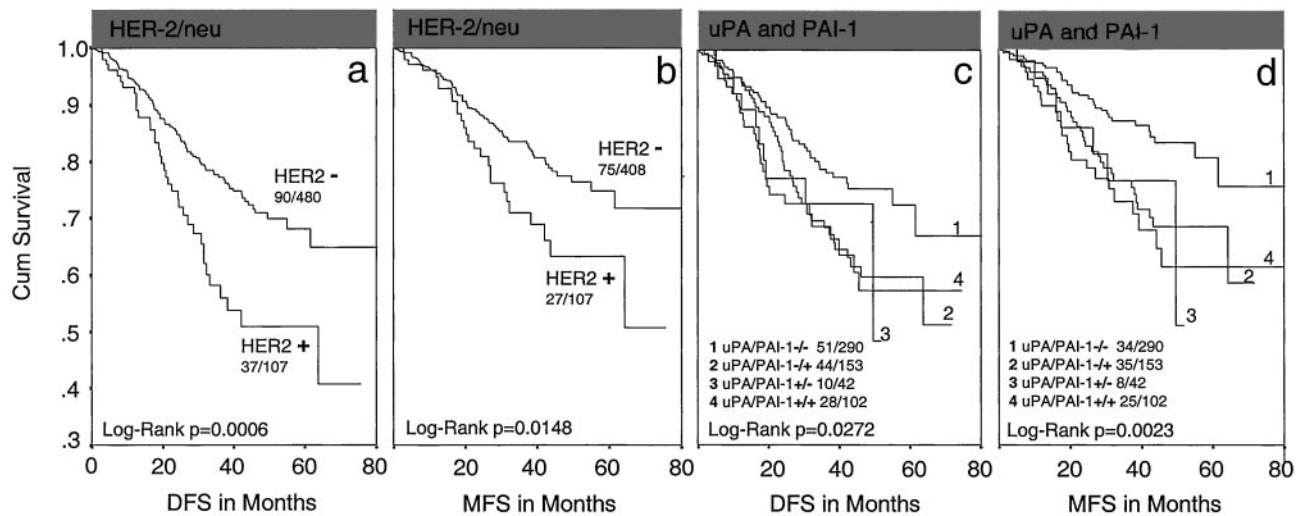 HER-2/neu
HER-2/neu
uPA and PAI-1
uPA and PAI-1
Cum Survival
1.0
.9
.8
.7
.6
.5
.4
.3
a
HER2 -
90/480
HER2 +
37/107
Log-Rank p=0.0006
0 20 40 60 80
DFS in Months
b
HER2 -
75/408
HER2 +
27/107
Log-Rank p=0.0148
20 40 60 80
MFS in Months
c
1
4
2
3
1 uPA/PAI-1-/- 51/290
2 uPA/PAI-1-/+ 44/153
3 uPA/PAI-1+/- 10/42
4 uPA/PAI-1+/+ 28/102
Log-Rank p=0.0272
20 40 60 80
DFS in Months
d
1
4
2
3
1 uPA/PAI-1-/- 34/290
2 uPA/PAI-1-/+ 35/153
3 uPA/PAI-1+/- 8/42
4 uPA/PAI-1+/+ 25/102
Log-Rank p=0.0023
20 40 60 80
MFS in Months